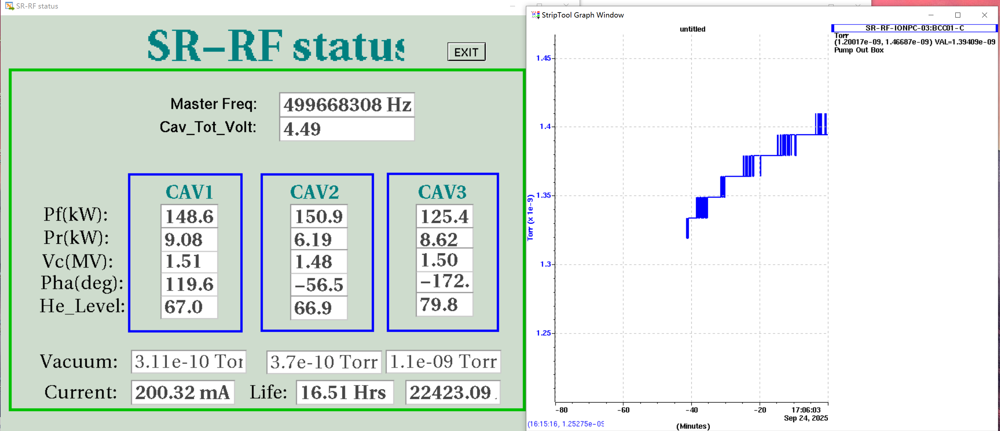 SR-RF status
SR-RF status
EXIT
Master Freq: 499668308 Hz
Cav_Tot_Volt: 4.49
CAV1 CAV2 CAV3
Pf(kW): 148.6 150.9 125.4
Pr(kW): 9.08 6.19 8.62
Vc(MV): 1.51 1.48 1.50
Pha(deg): 119.6 -56.5 -172.
He_Level: 67.0 66.9 79.8
Vacuum: 3.11e-10 Tor 3.7e-10 Torr 1.1e-09 Torr
Current: 200.32 mA Life: 16.51 Hrs 22423.09
StripTool Graph Window
untitled
SR-RF-IONPC-03:BCC01-C
Torr
(1.20017e-09, 1.46687e-09) VAL=1.39409e-09
Pump Out Box
1.45
1.4
1.35
1.3
1.25
Torr (x 1e-9)
-80 -60 -40 -20 17:06:03
Sep 24, 2025
(16:15:16, 1.25275e-09
(Minutes)